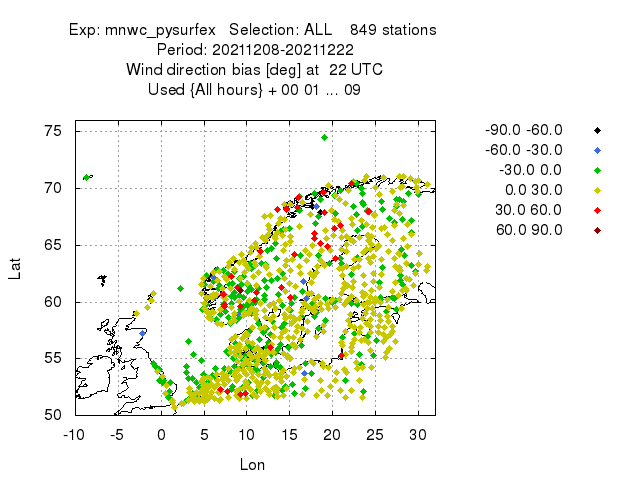 Exp: mnwc_pysurfex   Selection: ALL    849 stations
Period: 20211208-20211222
Wind direction bias [deg] at  22 UTC
Used {All hours} + 00 01 ... 09
-90.0 -60.0
-60.0 -30.0
-30.0 0.0
0.0 30.0
30.0 60.0
60.0 90.0
75
70
65
60
55
50
Lat
-10 -5 0 5 10 15 20 25 30
Lon